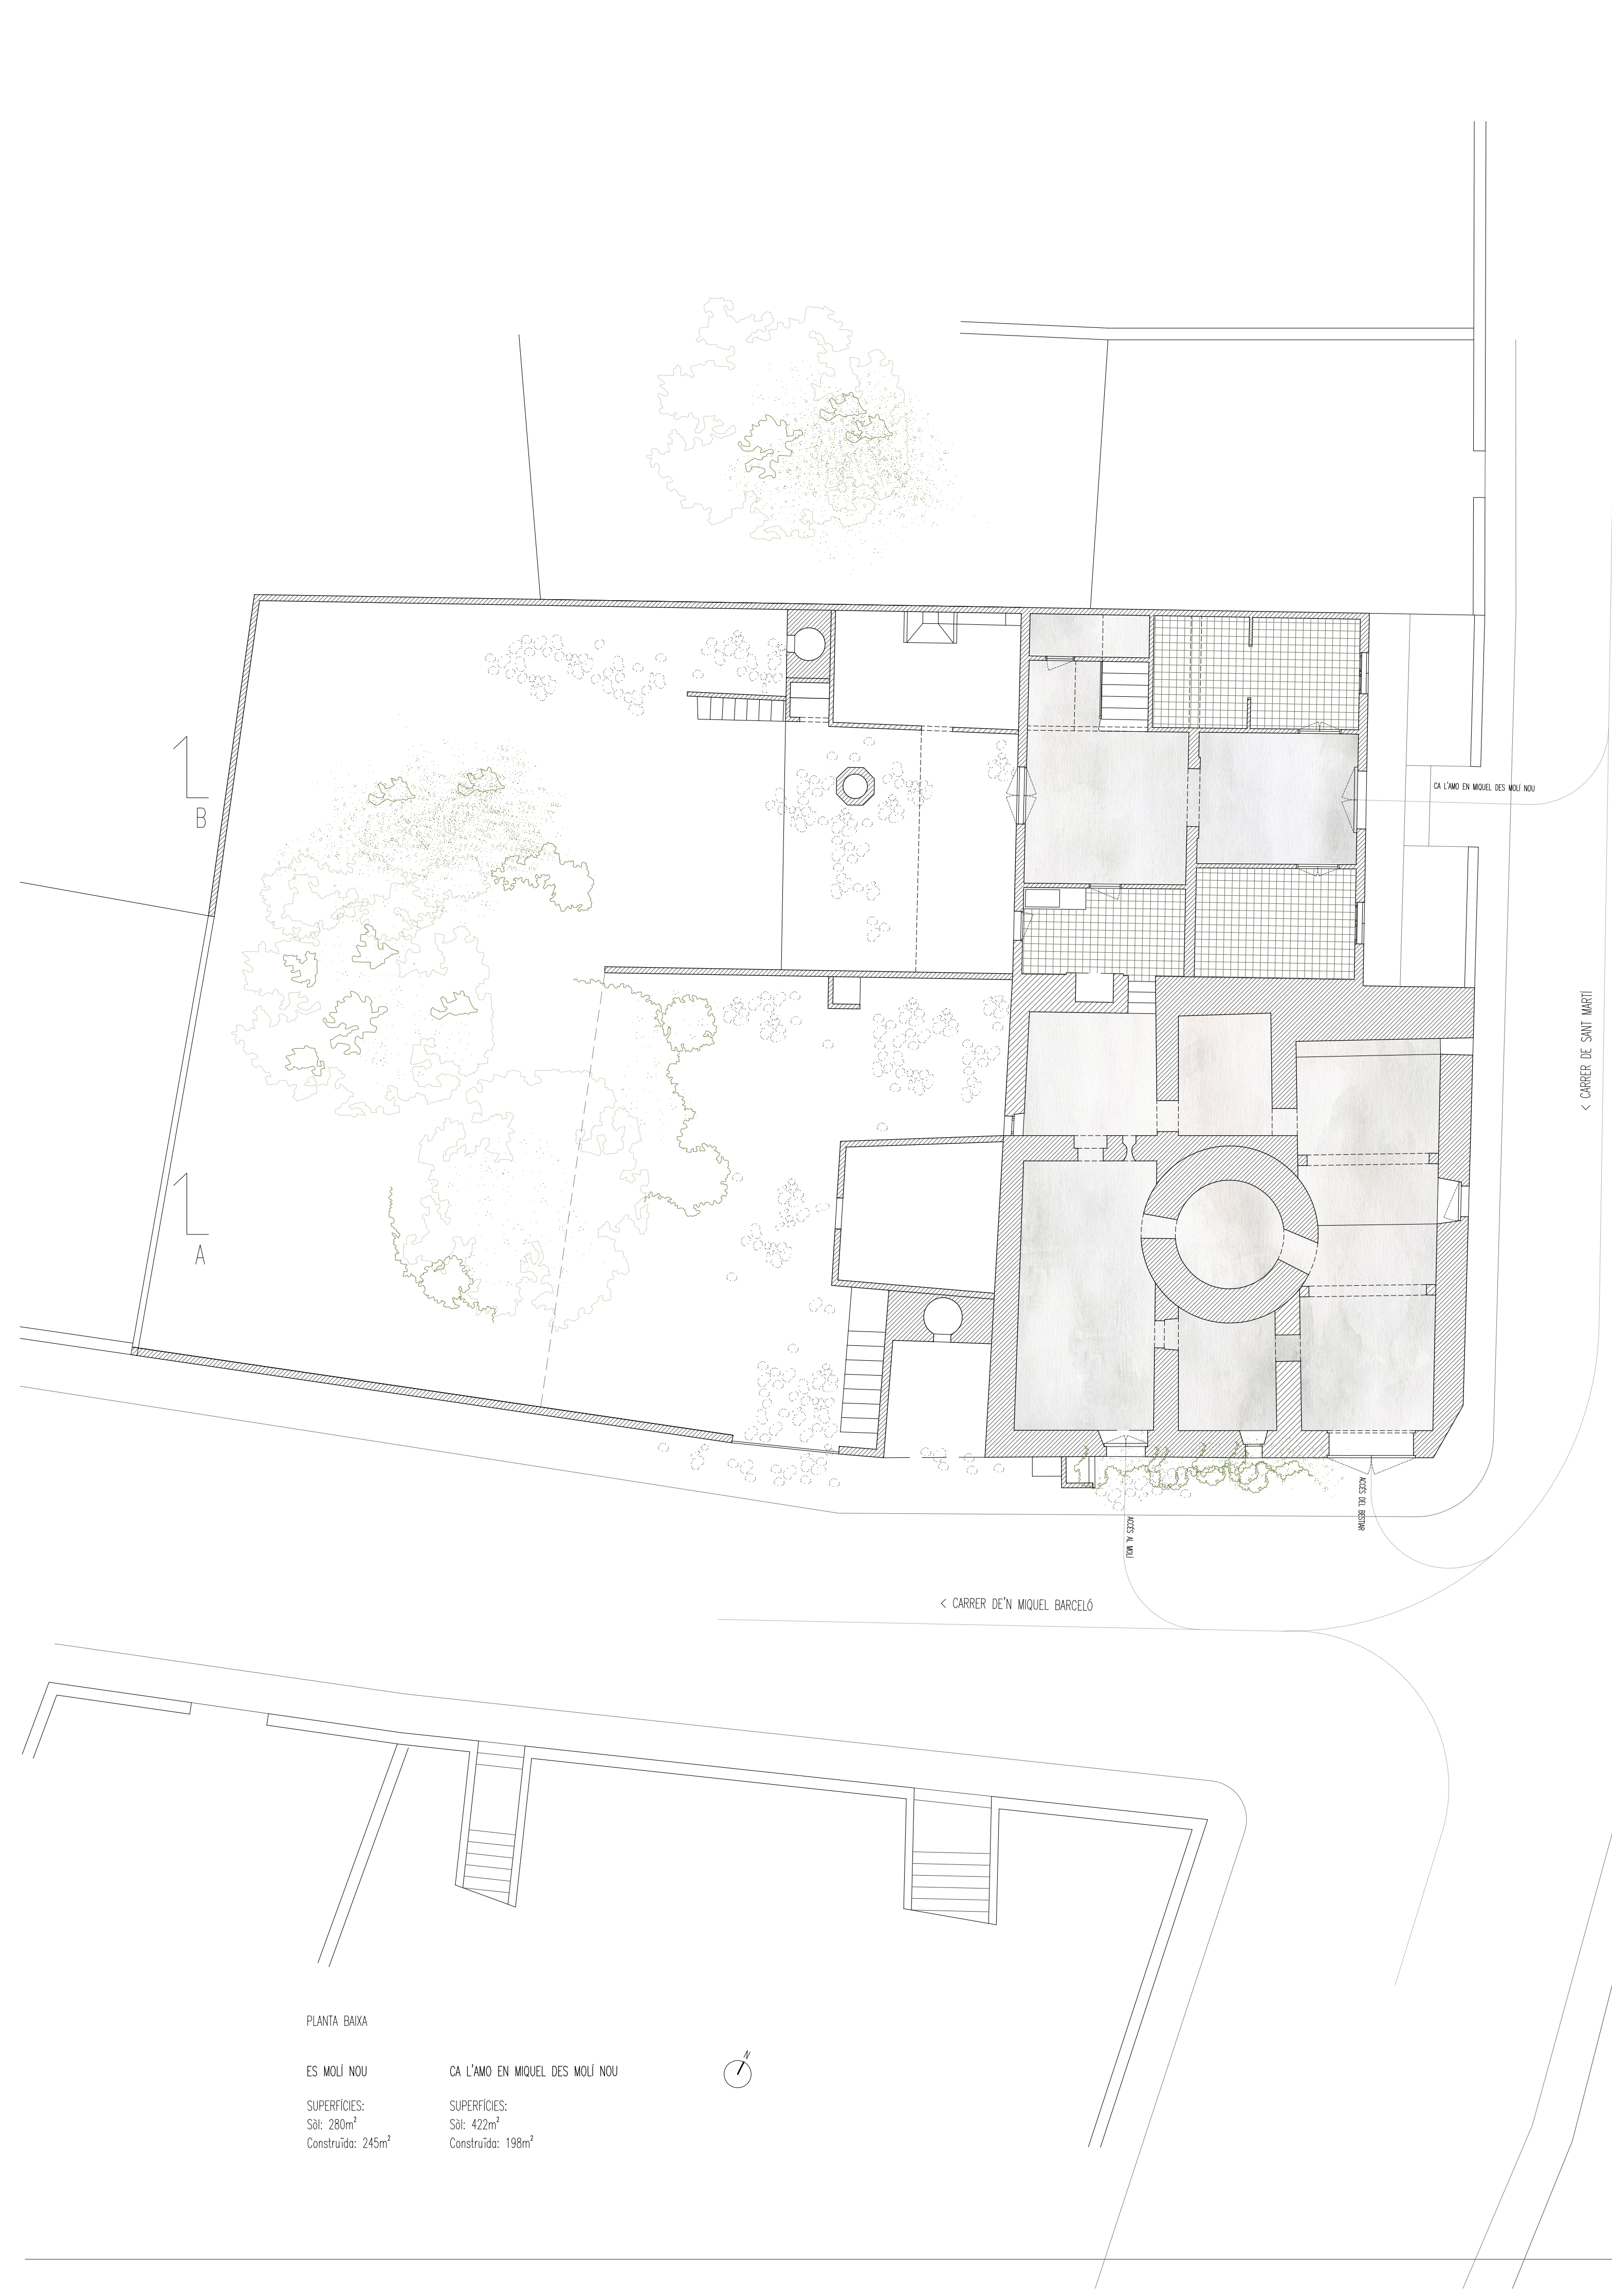 B
CA L'AMO EN MIQUEL DES MOLÍ NOU
< CARRER DE SANT MARTÍ
A
ACCÉS DEL BESTIAR
ACCÉS AL MOLÍ
< CARRER DE'N MIQUEL BARCELÓ
PLANTA BAIXA
N
ES MOLÍ NOU
CA L'AMO EN MIQUEL DES MOLÍ NOU
SUPERFÍCIES:
SUPERFÍCIES:
Sòl: 280m²
Sòl: 422m²
Construïda: 245m²
Construïda: 198m²